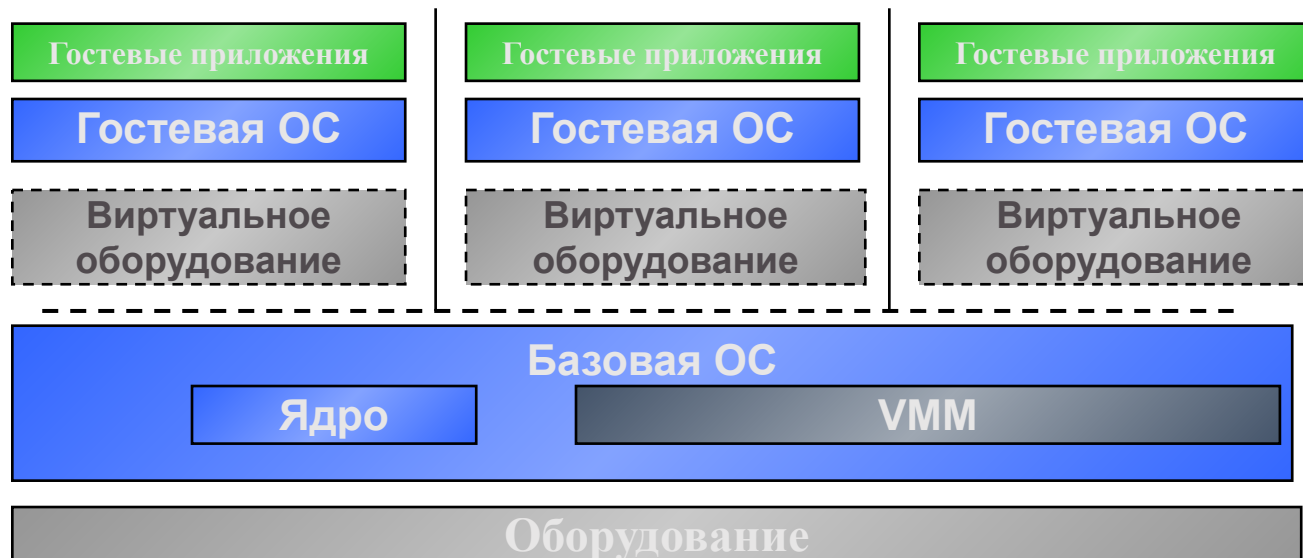 Гостевые приложения
Гостевые приложения
Гостевые приложения
Гостевая ОС
Гостевая ОС
Гостевая ОС
Виртуальное
оборудование
Виртуальное
оборудование
Виртуальное
оборудование
Базовая ОС
Ядро
VMM
Оборудование